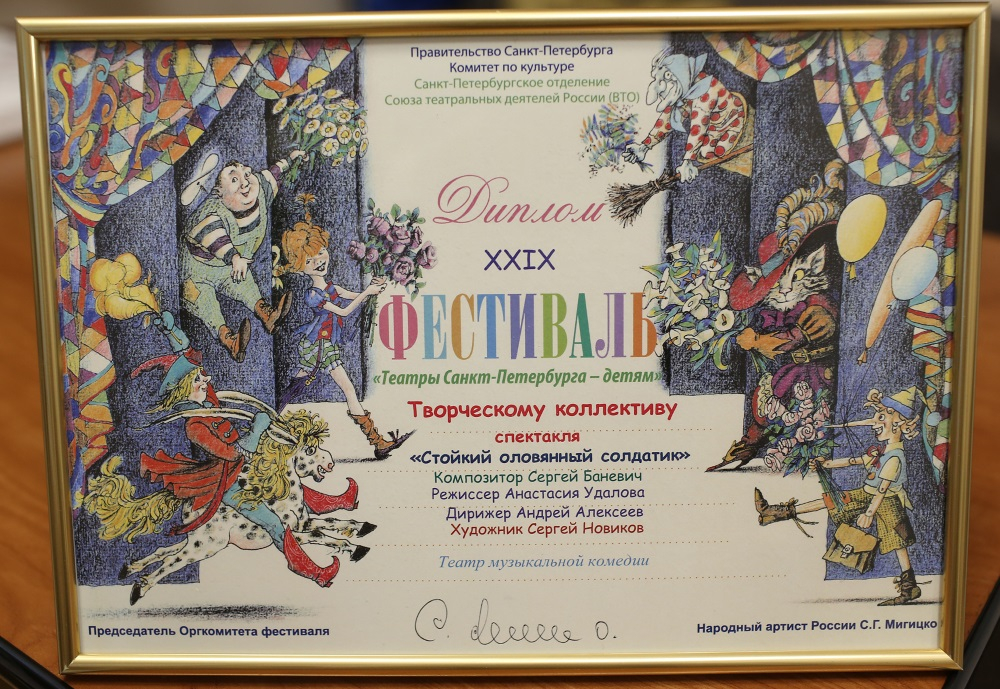 Правительство Санкт-Петербурга
Комитет по культуре
Санкт-Петербургское отделение
Союза театральных деятелей России (ВТО)
Диплом
XXIX
ФЕСТИВАЛЬ
«Театры Санкт-Петербурга – детям»
Творческому коллективу
спектакля
«Стойкий оловянный солдатик»
Композитор Сергей Баневич
Режиссер Анастасия Удалова
Дирижер Андрей Алексеев
Художник Сергей Новиков
Театр музыкальной комедии
Председатель Оргкомитета фестиваля
Народный артист России С.Г. Мигицко